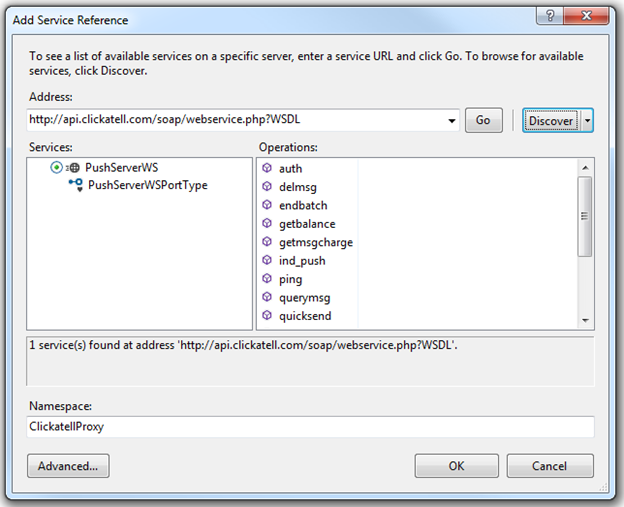 Add Service Reference
To see a list of available services on a specific server, enter a service URL and click Go. To browse for available
services, click Discover.
Address:
http://api.clickatell.com/soap/webservice.php?WSDL
Go
Discover
Services:
Operations:
PushServerWS
PushServerWSPortType
auth
delmsg
endbatch
getbalance
getmsgcharge
ind_push
ping
querymsg
quicksend
1 service(s) found at address 'http://api.clickatell.com/soap/webservice.php?WSDL'.
Namespace:
ClickatellProxy
Advanced...
OK
Cancel